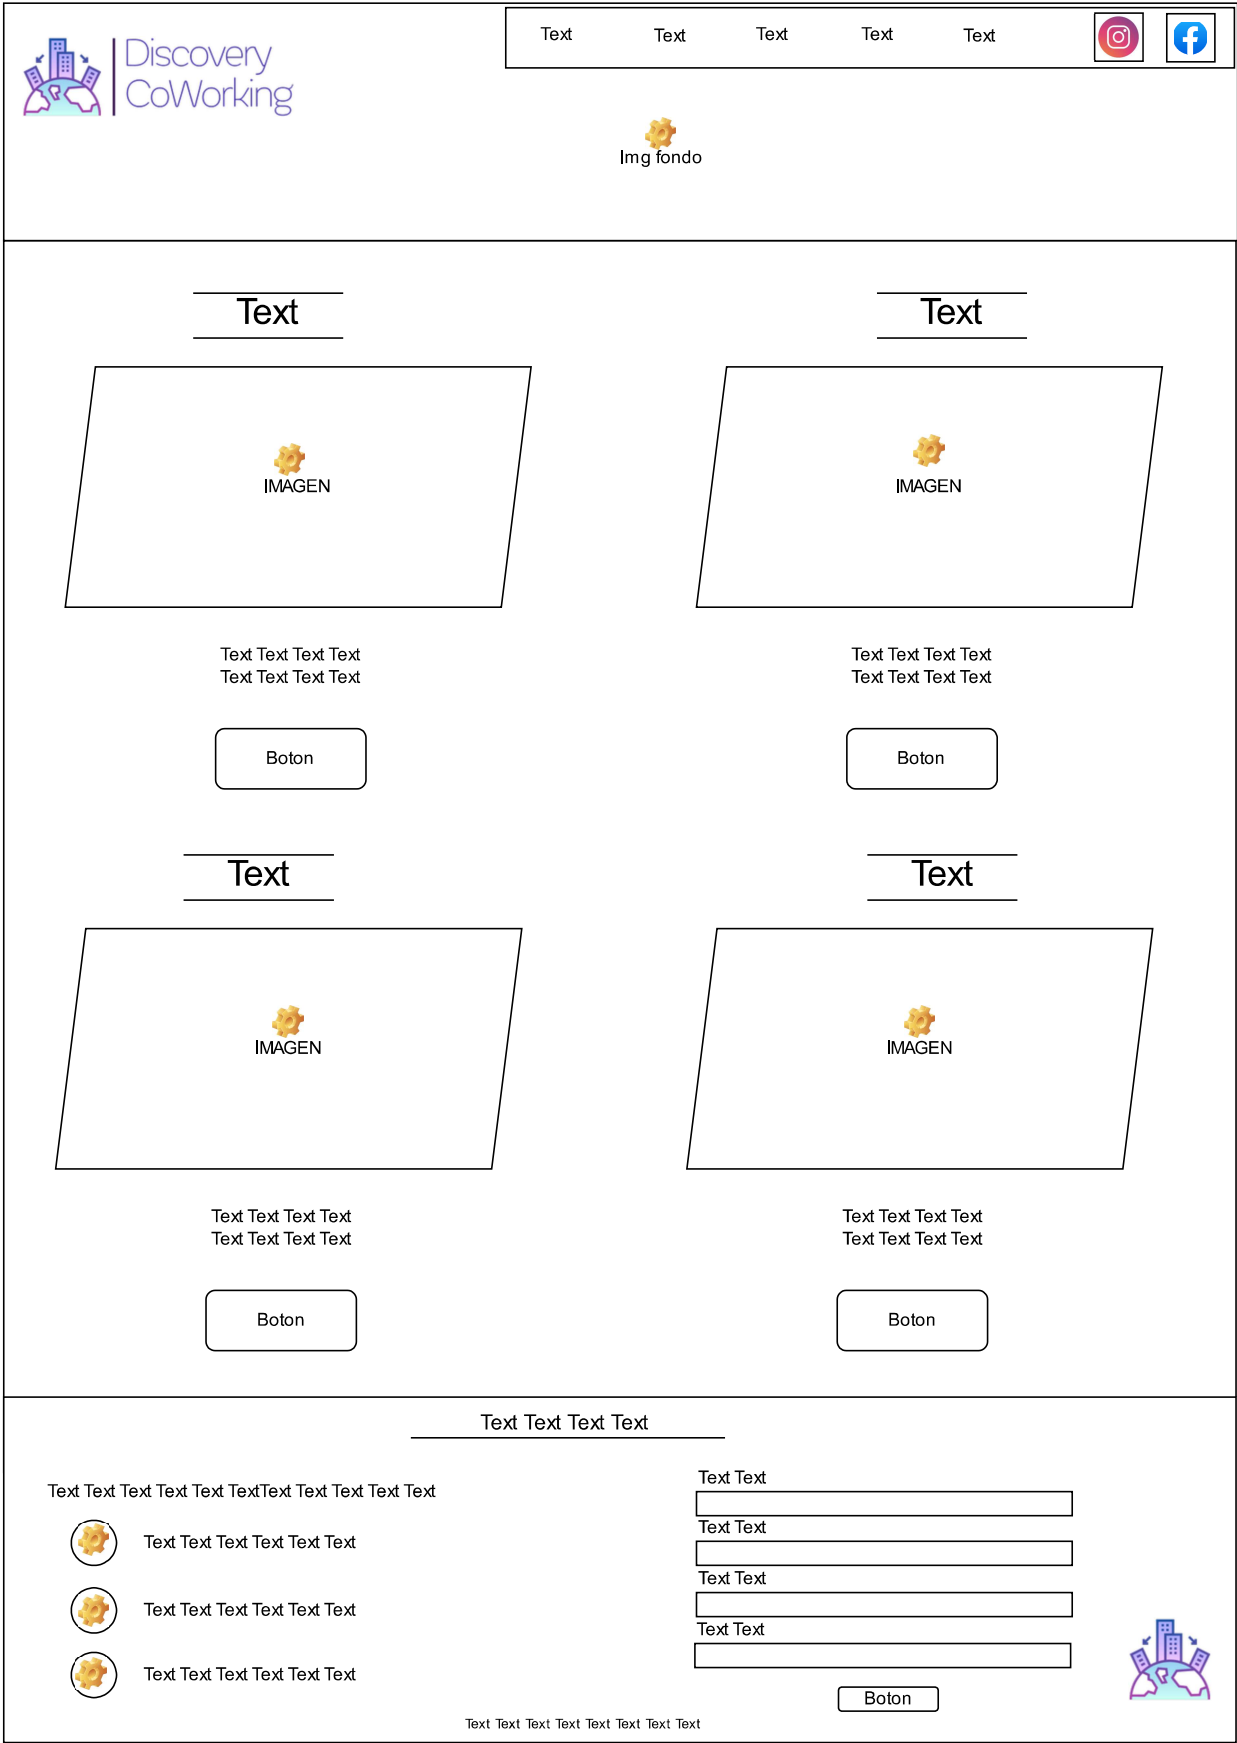 Discovery
CoWorking
Text Text Text Text Text
Img fondo
Text
Text
IMAGEN
IMAGEN
Text Text Text Text
Text Text Text Text
Text Text Text Text
Text Text Text Text
Boton
Boton
Text
Text
IMAGEN
IMAGEN
Text Text Text Text
Text Text Text Text
Text Text Text Text
Text Text Text Text
Boton
Boton
Text Text Text Text
Text Text Text Text Text TextText Text Text Text Text
Text Text Text Text Text Text
Text Text Text Text Text Text
Text Text Text Text Text Text
Text Text
Text Text
Text Text
Text Text
Boton
Text Text Text Text Text Text Text Text